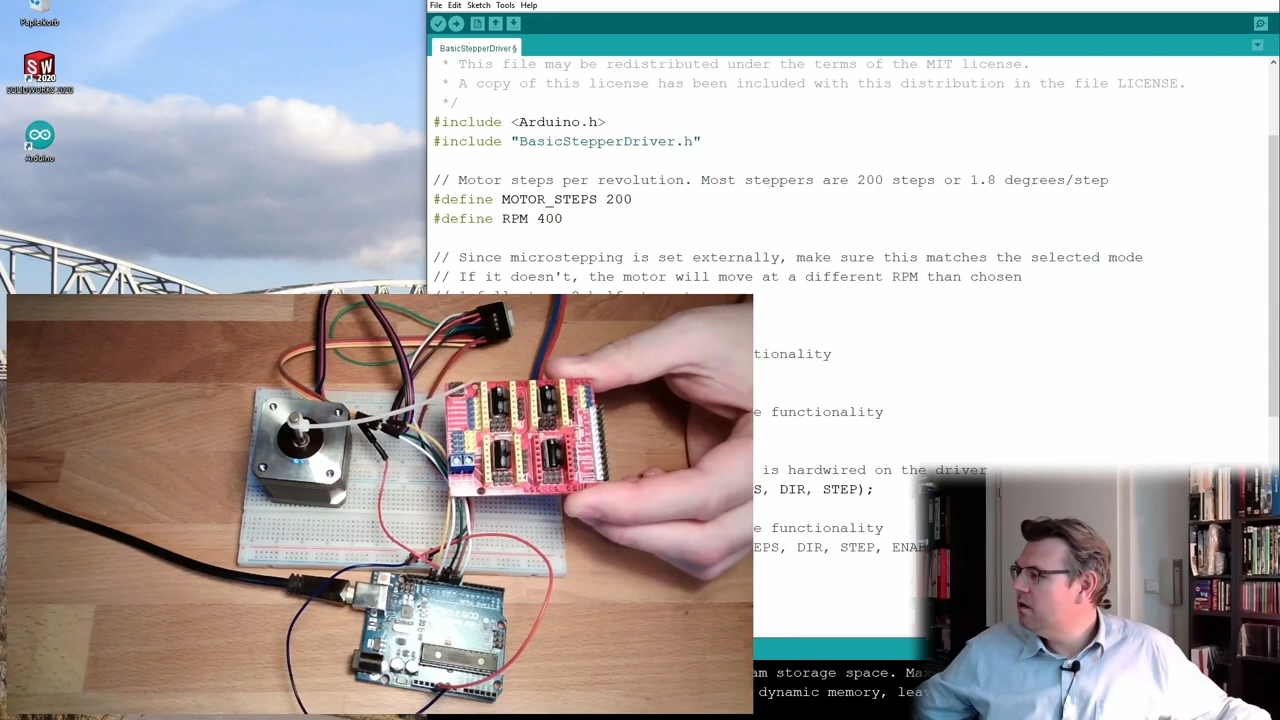 File Edit Sketch Tools Help
Papierkorb
SW
2020
SOLIDWORKS 2020
Arduino
BasicStepperDriver §
* This file may be redistributed under the terms of the MIT license.
* A copy of this license has been included with this distribution in the file LICENSE.
*/
#include <Arduino.h>
#include "BasicStepperDriver.h"
// Motor steps per revolution. Most steppers are 200 steps or 1.8 degrees/step
#define MOTOR_STEPS 200
#define RPM 400
// Since microstepping is set externally, make sure this matches the selected mode
// If it doesn't, the motor will move at a different RPM than chosen
tionality
e functionality
is hardwired on the driver
S, DIR, STEP);
e functionality
EPS, DIR, STEP, ENA
am storage space. Ma
dynamic memory, lea